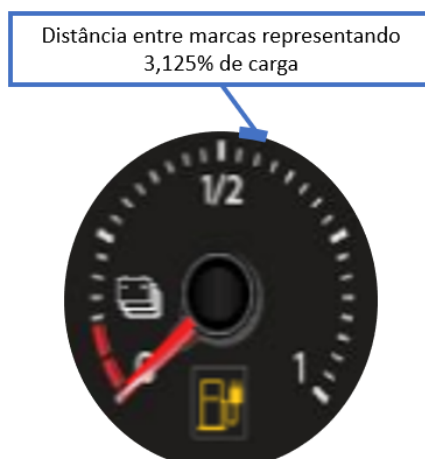 Distância entre marcas representando
3,125% de carga
1/2
0
1